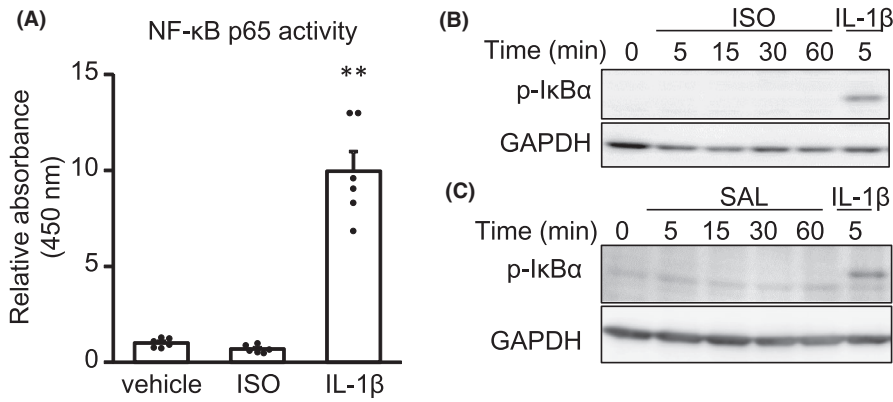 (A)
NF-κB p65 activity
**
Relative absorbance
(450 nm)
15
10
5
0
vehicle ISO IL-1β
(B)
ISO IL-1β
Time (min) 0 5 15 30 60 5
p-IκBα
GAPDH
(C)
SAL IL-1β
Time (min) 0 5 15 30 60 5
p-IκBα
GAPDH